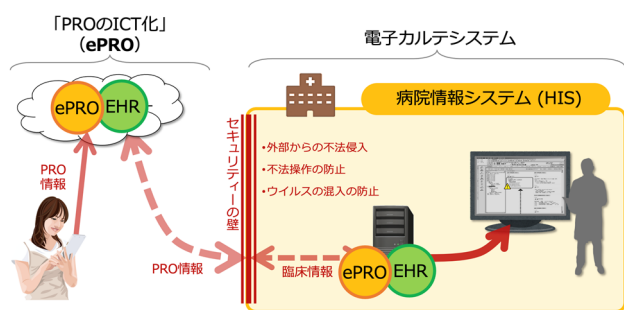 「PROのICT化」
（ePRO）
電子カルテシステム
ePRO
EHR
病院情報システム (HIS)
セキュリティーの壁
•外部からの不法侵入
•不法操作の防止
•ウイルスの混入の防止
PRO
情報
PRO情報
臨床情報
ePRO
EHR